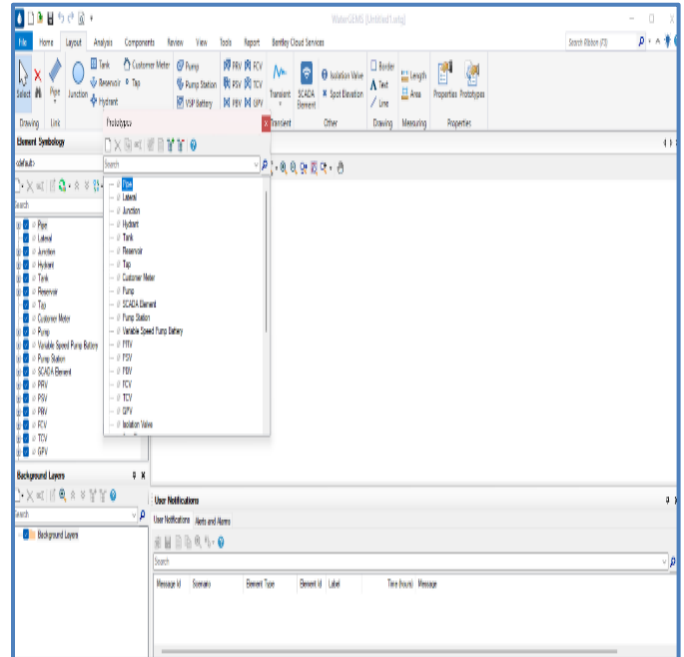 WaterGEMS [Untitled1.wtg]
File Home Layout Analysis Components Review View Tools Report Bentley Cloud Services Search Ribbon (F3)
Select Pipe Junction Tank Reservoir Hydrant Customer Meter Tap Pump Pump Station VSP Battery PRV PSV PBV FCV TCV GPV Transient SCADA Element Isolation Valve Spot Elevation Border Text Line Length Area Properties Prototypes
Drawing Link Transient Other Drawing Measuring Properties
Element Symbology
<default>
Search
Pipe
Lateral
Junction
Hydrant
Tank
Reservoir
Tap
Customer Meter
Pump
Variable Speed Pump Battery
Pump Station
SCADA Element
PRV
PSV
PBV
FCV
TCV
GPV
Prototypes
Search
Pipe
Lateral
Junction
Hydrant
Tank
Reservoir
Tap
Customer Meter
Pump
SCADA Element
Pump Station
Variable Speed Pump Battery
PRV
PSV
PBV
FCV
TCV
GPV
Isolation Valve
Background Layers
Search
Background Layers
User Notifications
User Notifications Alerts and Alarms
Search
Message Id Scenario Element Type Element Id Label Time (hours) Message